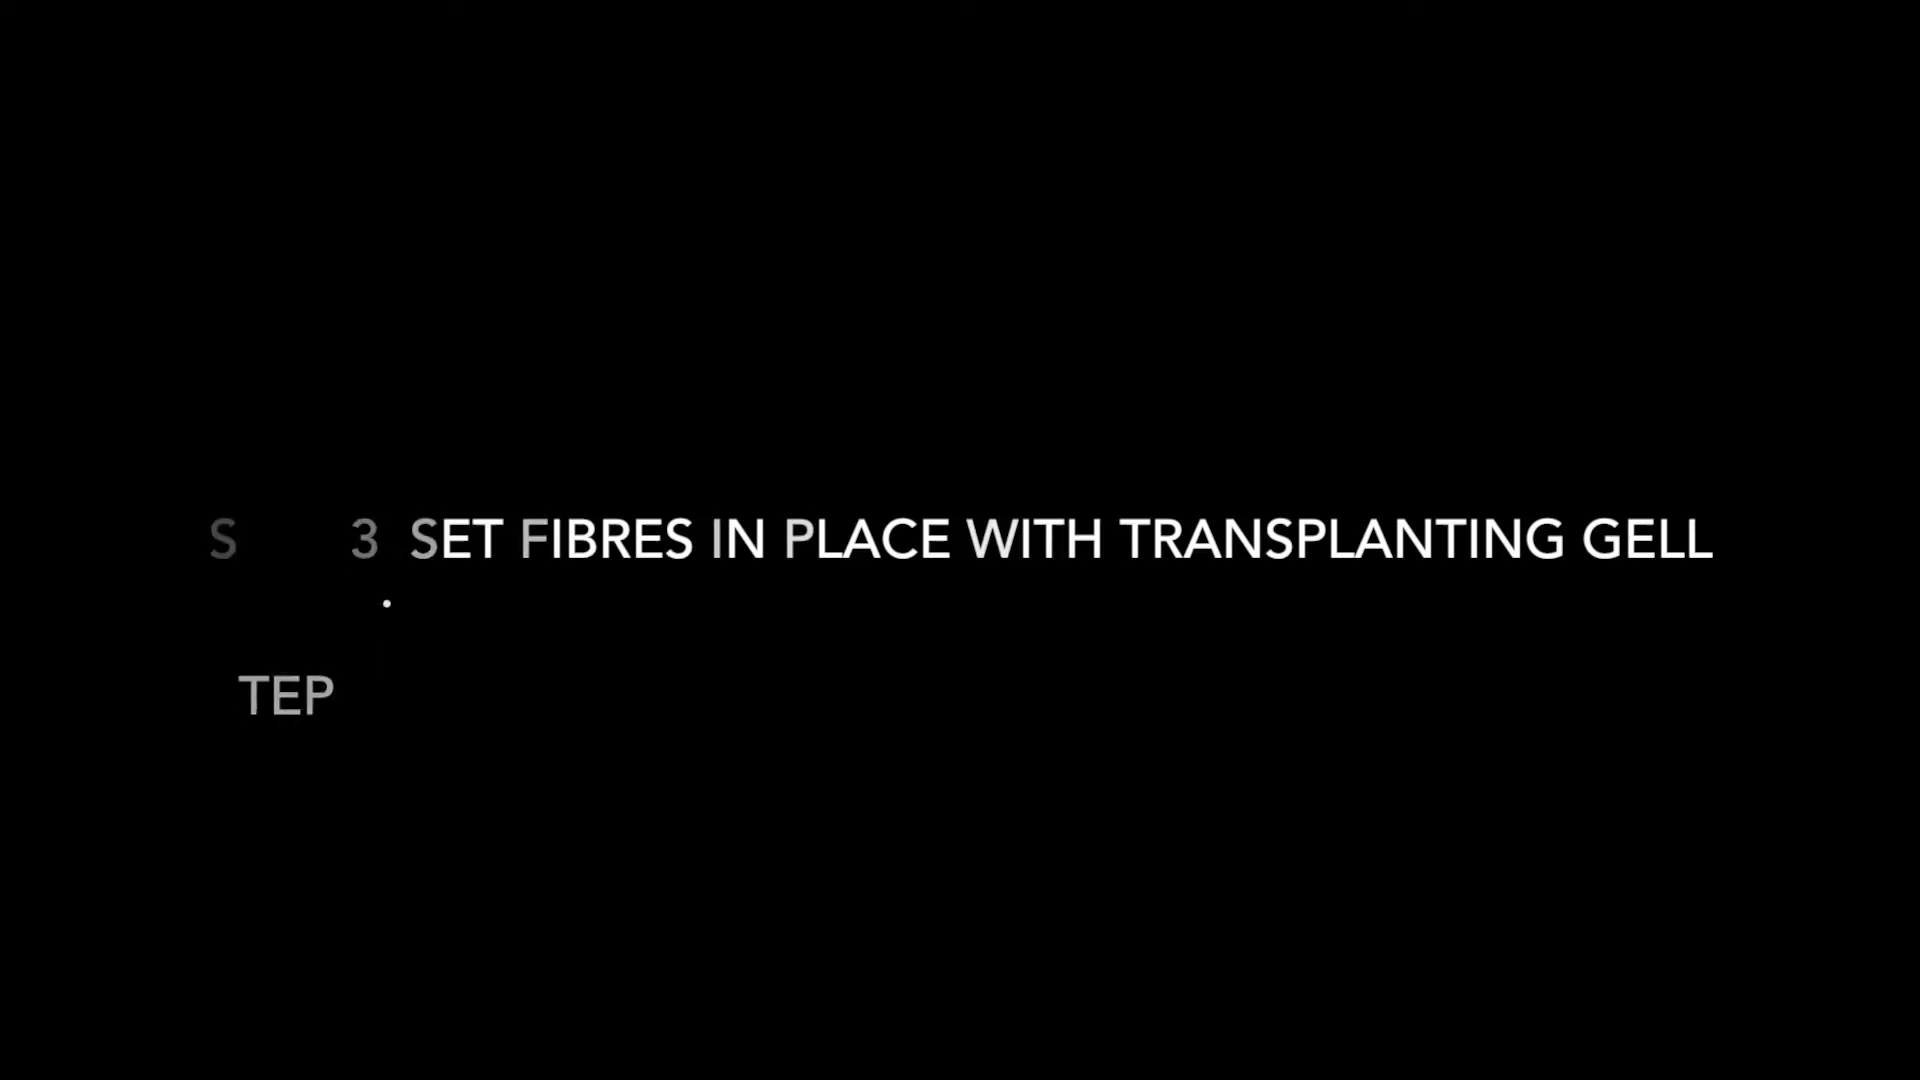 S 3 SET FIBRES IN PLACE WITH TRANSPLANTING GELL
.
TEP